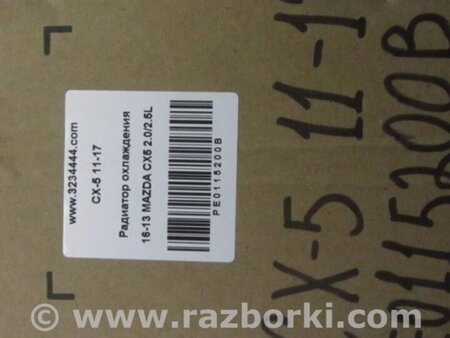 www.3234444.com
CX-5 11-17
Радиатор охлаждения
16-13 MAZDA CX5 2.0/2.5L
PE0115200B
X-5 11-1
0115200B
www.razborki.com